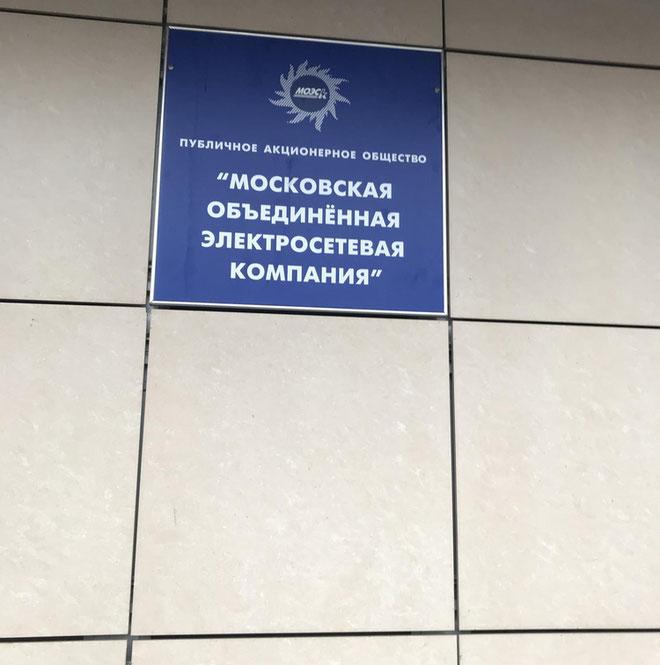 МОЭСК
ПУБЛИЧНОЕ АКЦИОНЕРНОЕ ОБЩЕСТВО
“МОСКОВСКАЯ
ОБЪЕДИНЁННАЯ
ЭЛЕКТРОСЕТЕВАЯ
КОМПАНИЯ”